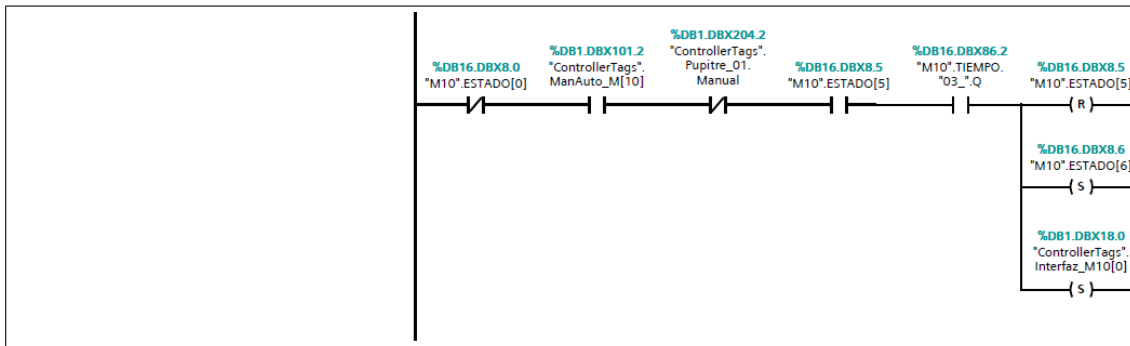 %DB16.DBX8.0
"M10".ESTADO[0]
%DB1.DBX101.2
"ControllerTags".
ManAuto_M[10]
%DB1.DBX204.2
"ControllerTags".
Pupitre_01.
Manual
%DB16.DBX8.5
"M10".ESTADO[5]
%DB16.DBX86.2
"M10".TIEMPO.
"03_".Q
%DB16.DBX8.5
"M10".ESTADO[5]
R
%DB16.DBX8.6
"M10".ESTADO[6]
S
%DB1.DBX18.0
"ControllerTags".
Interfaz_M10[0]
S